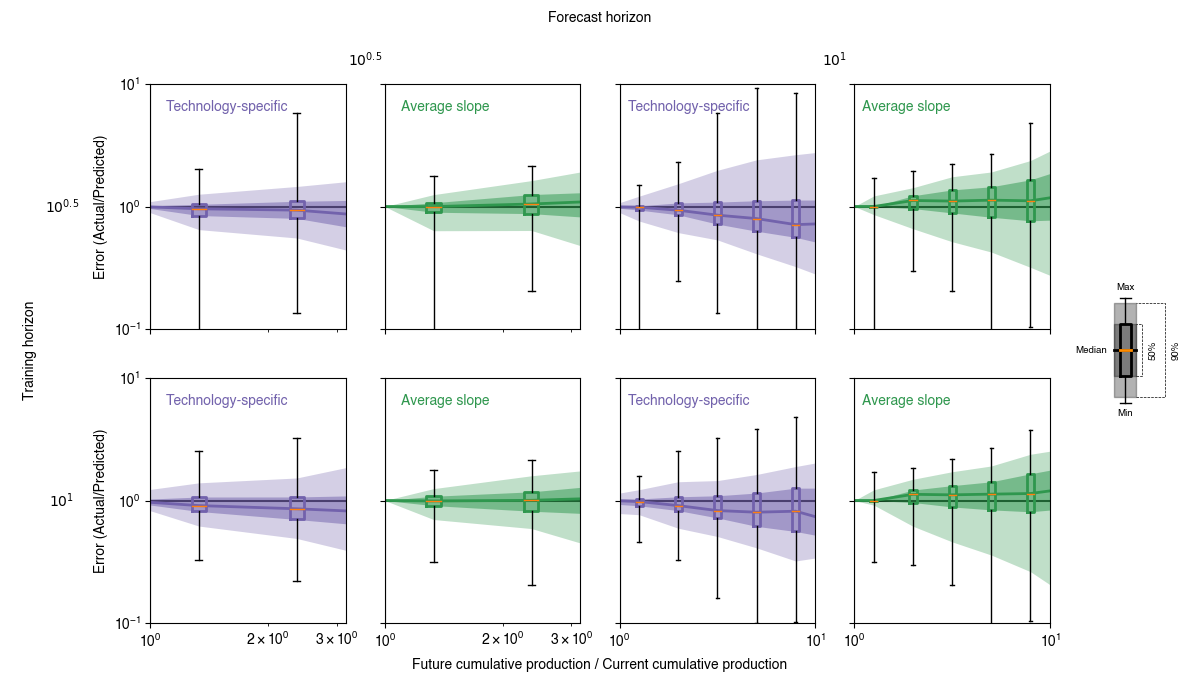 Forecast horizon
10^0.5
10^1
10^1
Technology-specific
Average slope
Technology-specific
Average slope
Error (Actual/Predicted)
10^0.5
10^0
10^-1
Training horizon
Max
Median
50%
90%
Min
10^1
Technology-specific
Average slope
Technology-specific
Average slope
Error (Actual/Predicted)
10^1
10^0
10^-1
10^0
2 × 10^0
3 × 10^0
10^0
2 × 10^0
3 × 10^0
10^0
10^1
10^0
10^1
Future cumulative production / Current cumulative production